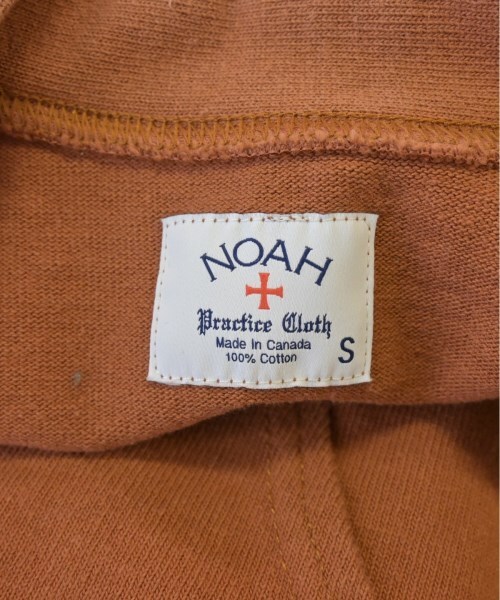 NOAH
Practice Cloth
Made In Canada
100% Cotton
S